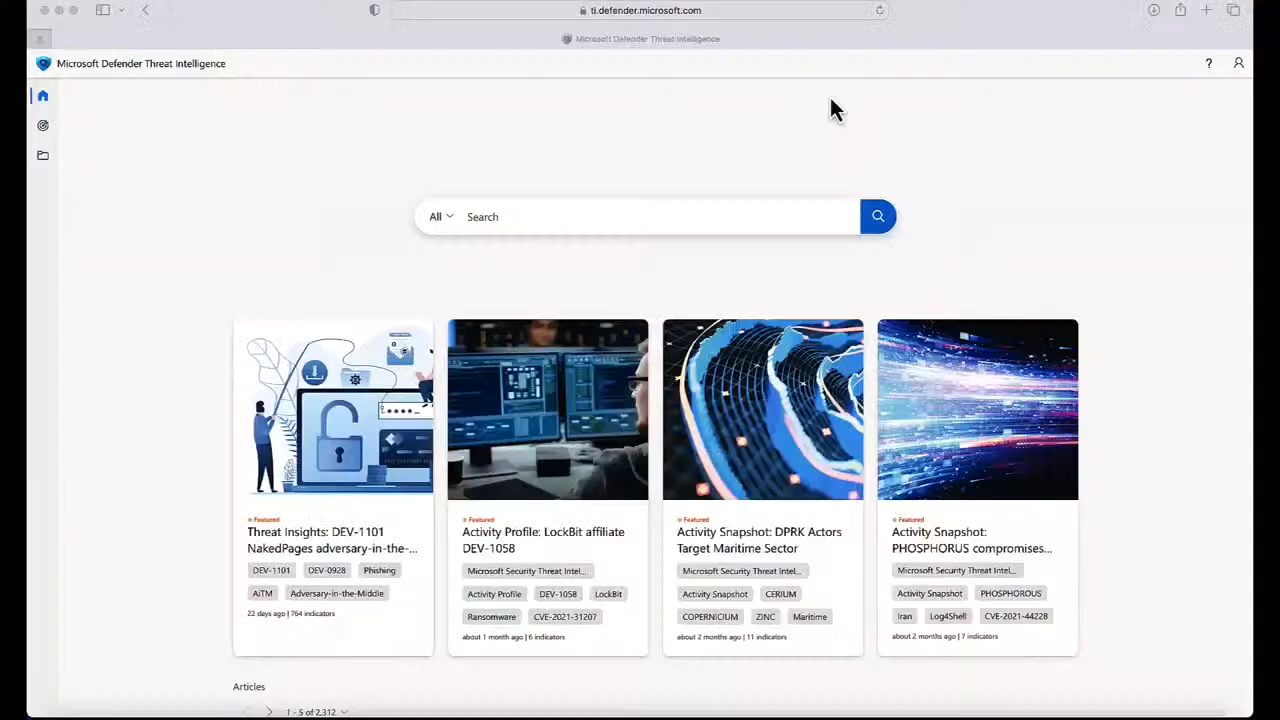 ti.defender.microsoft.com
Microsoft Defender Threat Intelligence
Microsoft Defender Threat Intelligence
?
All Search
Featured
Threat Insights: DEV-1101
NakedPages adversary-in-the-...
DEV-1101 DEV-0928 Phishing
AiTM Adversary-in-the-Middle
22 days ago | 764 indicators
Featured
Activity Profile: LockBit affiliate
DEV-1058
Microsoft Security Threat Intel...
Activity Profile DEV-1058 LockBit
Ransomware CVE-2021-31207
about 1 month ago | 6 indicators
Featured
Activity Snapshot: DPRK Actors
Target Maritime Sector
Microsoft Security Threat Intel...
Activity Snapshot CERIUM
COPERNICIUM ZINC Maritime
about 2 months ago | 11 indicators
Featured
Activity Snapshot:
PHOSPHORUS compromises...
Microsoft Security Threat Intel...
Activity Snapshot PHOSPHORUS
Iran Log4Shell CVE-2021-44228
about 2 months ago | 7 indicators
Articles
1 - 5 of 2,312